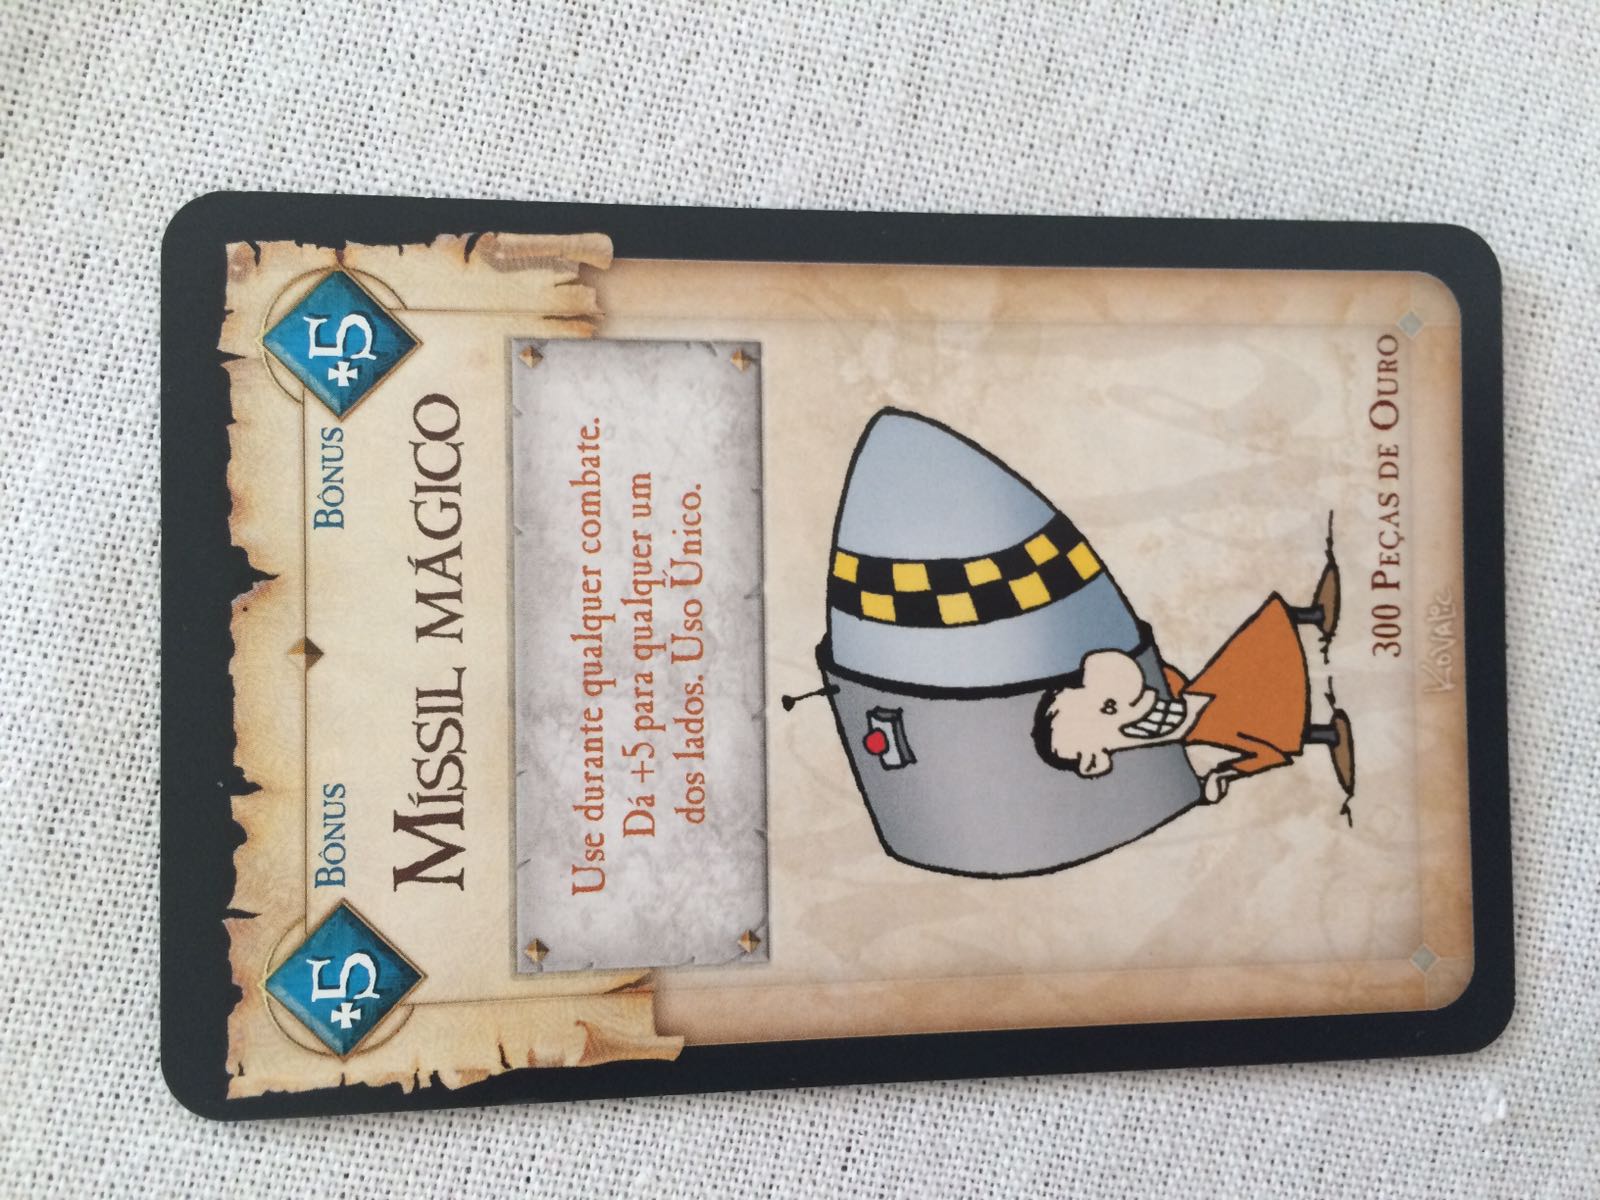 +5 Bônus Bônus +5
Míssil mágico
Use durante qualquer combate.
Dá +5 para qualquer um
dos lados. Uso Único.
300 Peças de Ouro
Kovalic